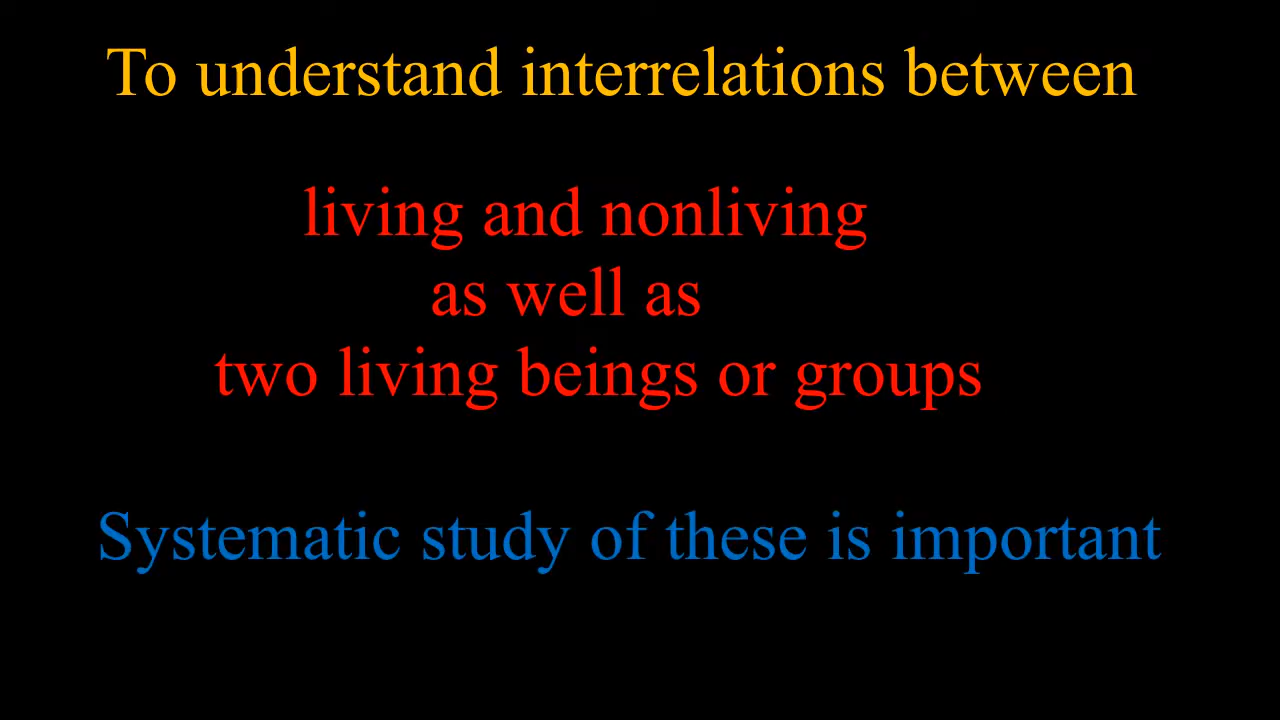 To understand interrelations between
living and nonliving
as well as
two living beings or groups
Systematic study of these is important